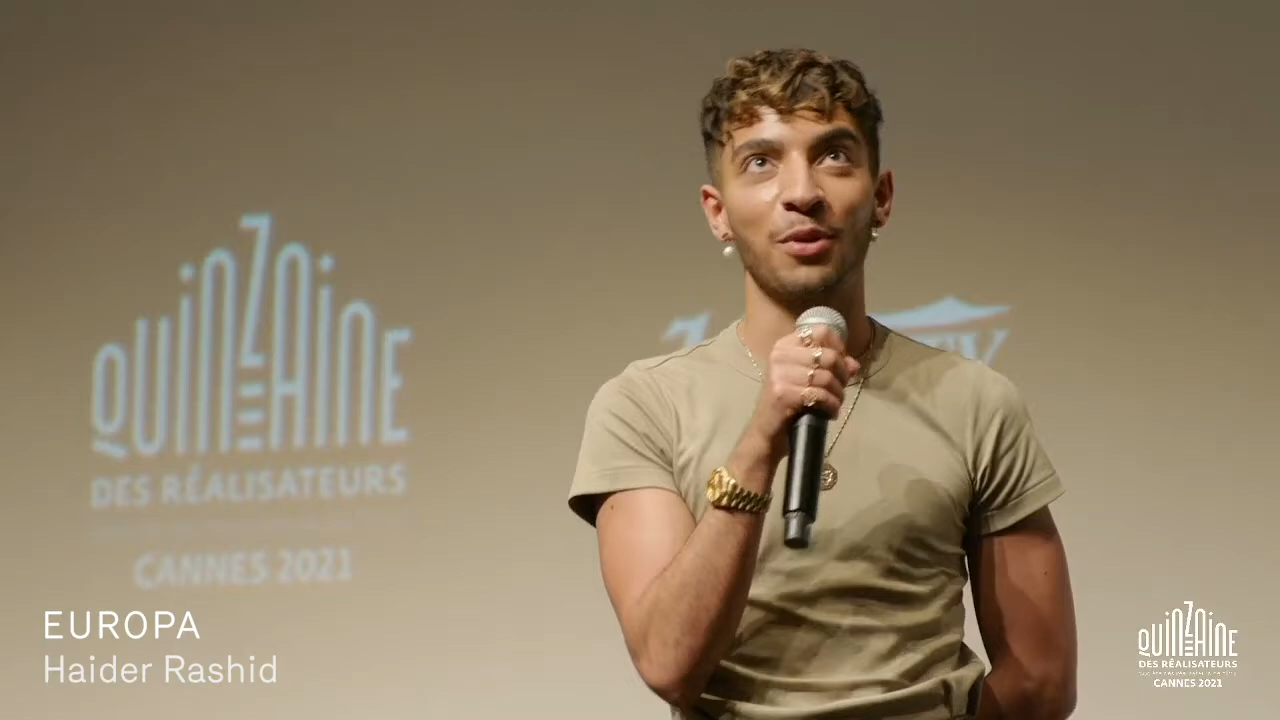 QUINZAINE
DES RÉALISATEURS
CANNES 2021
EUROPA
Haider Rashid
QUINZAINE
DES RÉALISATEURS
CANNES 2021